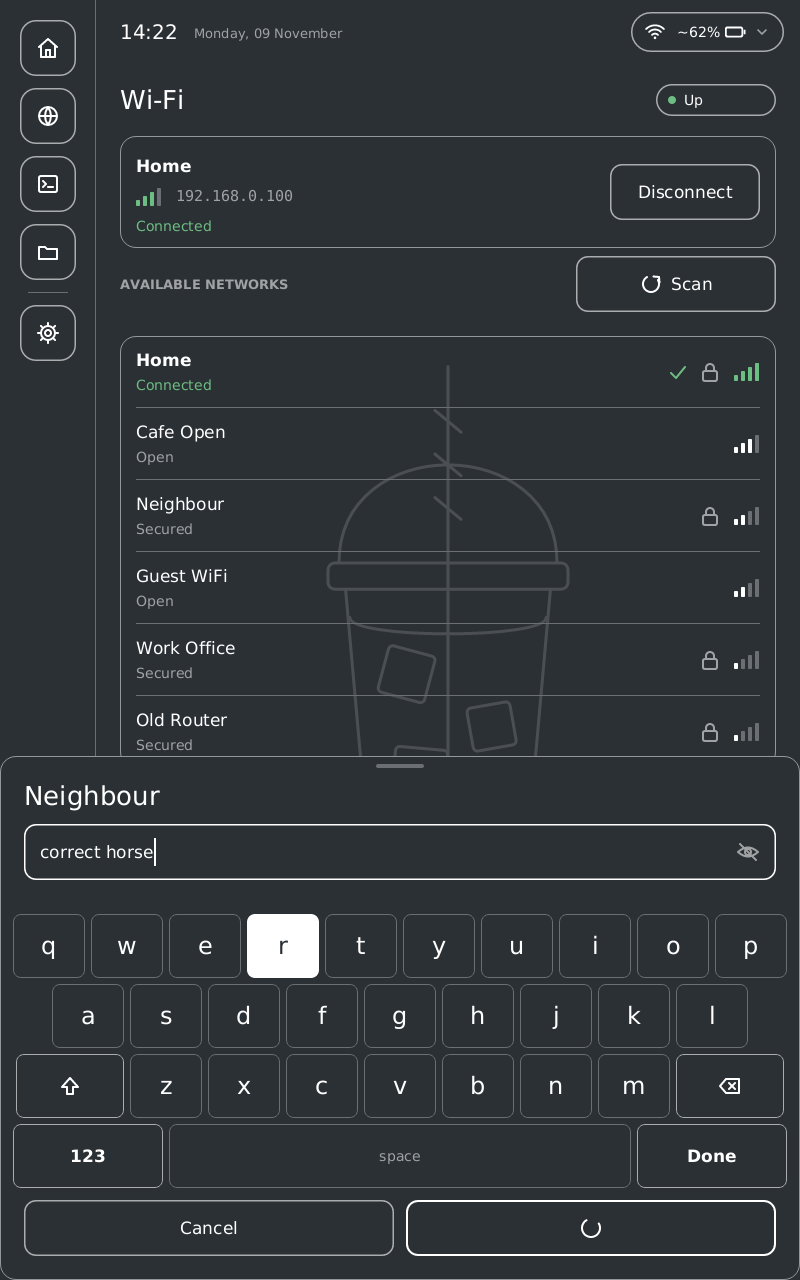 14:22 Monday, 09 November ~62%
Wi-Fi Up
Home
192.168.0.100
Connected
Disconnect
AVAILABLE NETWORKS Scan
Home
Connected
Cafe Open
Open
Neighbour
Secured
Guest WiFi
Open
Work Office
Secured
Old Router
Secured
Neighbour
correct horse
q w e r t y u i o p
a s d f g h j k l
z x c v b n m
123 space Done
Cancel